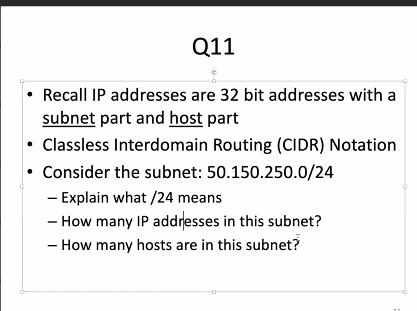 Q11
• Recall IP addresses are 32 bit addresses with a
subnet part and host part
• Classless Interdomain Routing (CIDR) Notation
• Consider the subnet: 50.150.250.0/24
– Explain what /24 means
– How many IP addresses in this subnet?
– How many hosts are in this subnet?